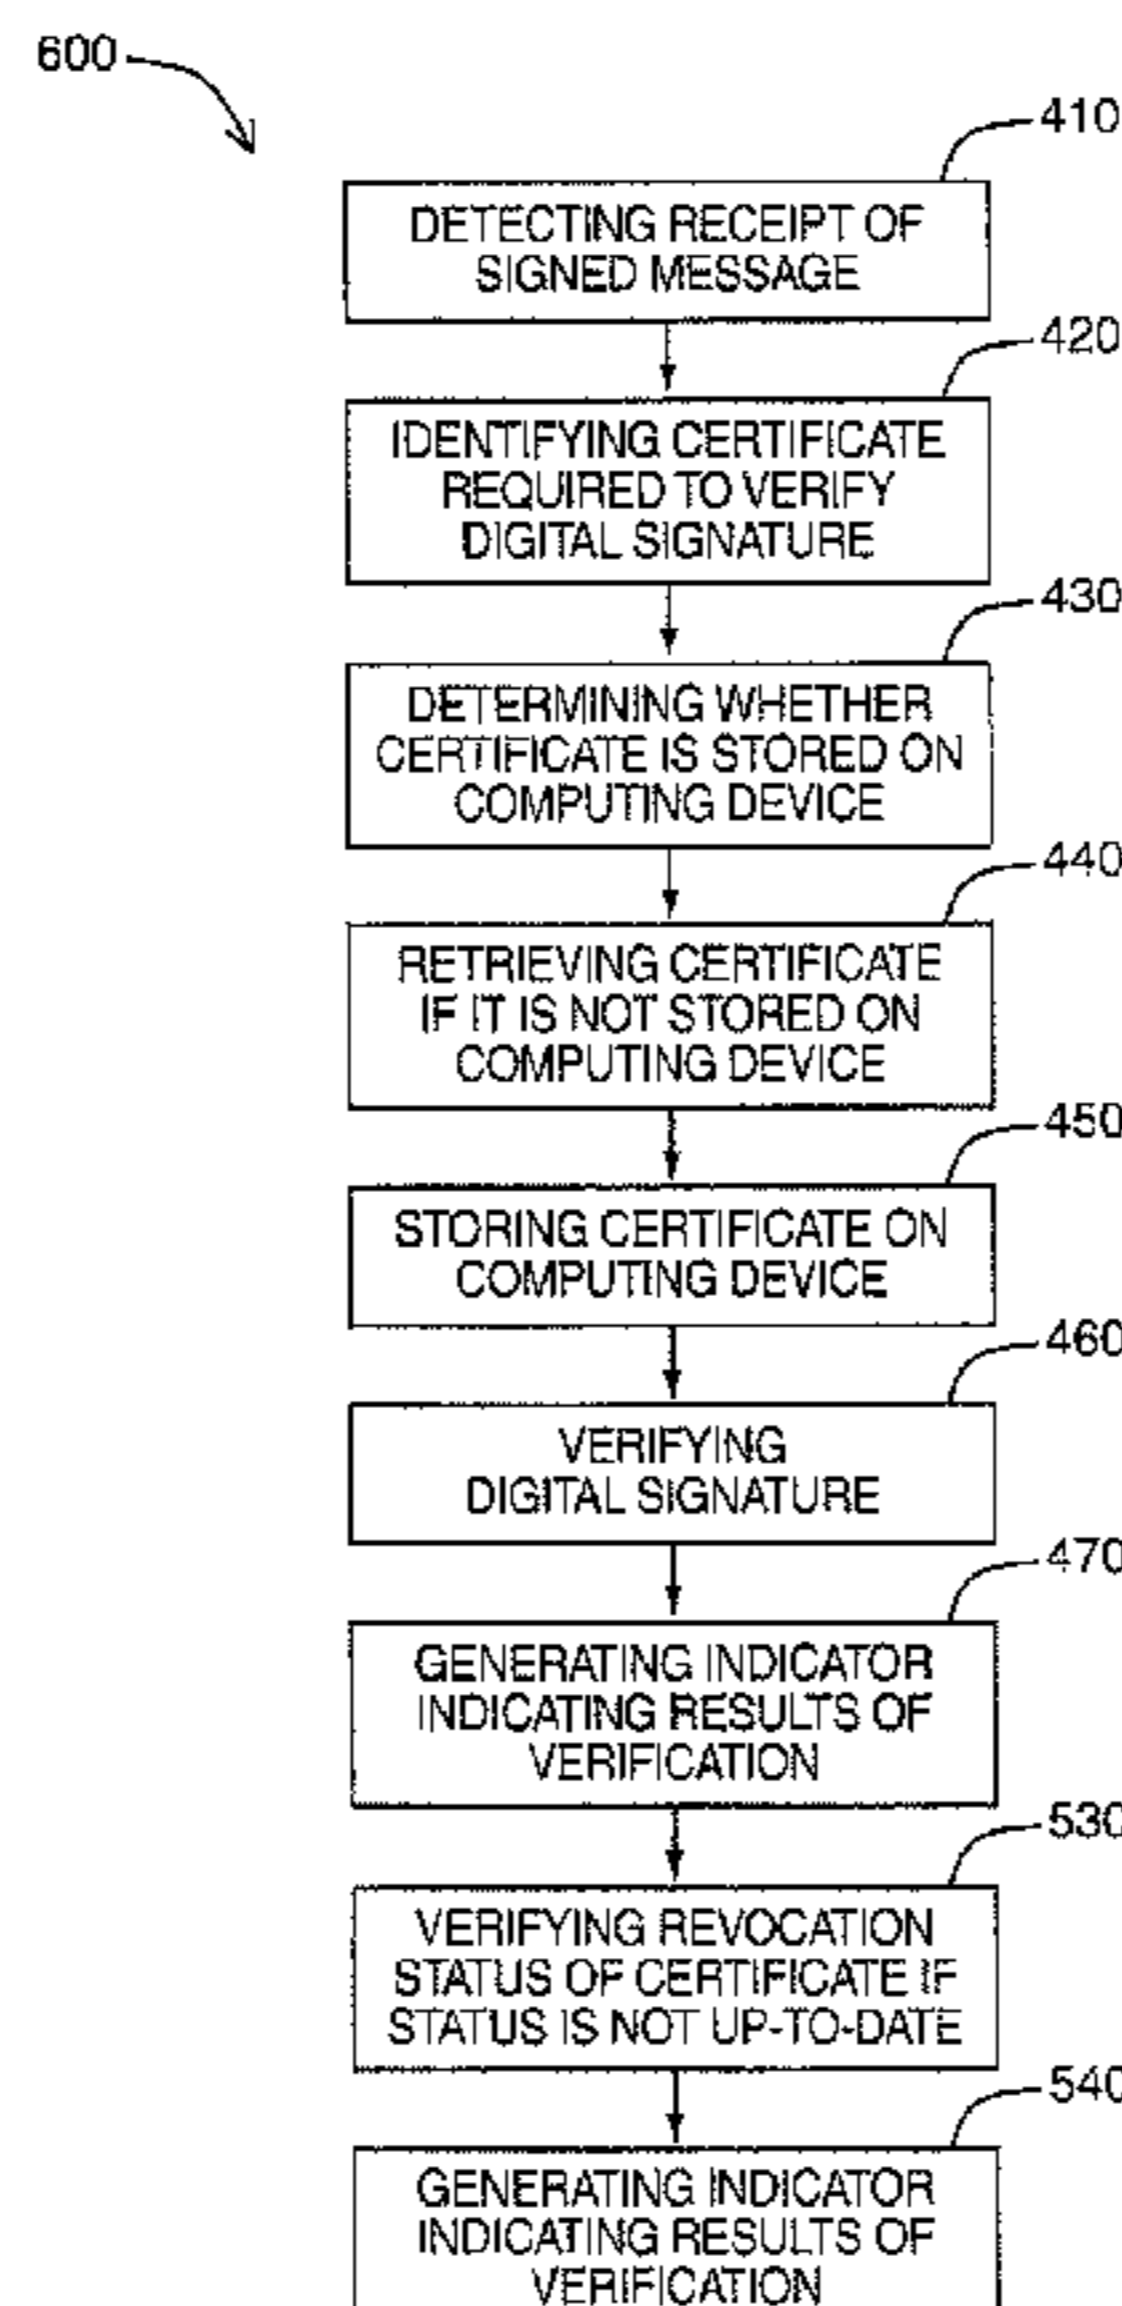 600
410
DETECTING RECEIPT OF
SIGNED MESSAGE
420
IDENTIFYING CERTIFICATE
REQUIRED TO VERIFY
DIGITAL SIGNATURE
430
DETERMINING WHETHER
CERTIFICATE IS STORED ON
COMPUTING DEVICE
440
RETRIEVING CERTIFICATE
IF IT IS NOT STORED ON
COMPUTING DEVICE
450
STORING CERTIFICATE ON
COMPUTING DEVICE
460
VERIFYING
DIGITAL SIGNATURE
470
GENERATING INDICATOR
INDICATING RESULTS OF
VERIFICATION
530
VERIFYING REVOCATION
STATUS OF CERTIFICATE IF
STATUS IS NOT UP-TO-DATE
540
GENERATING INDICATOR
INDICATING RESULTS OF
VERIFICATION